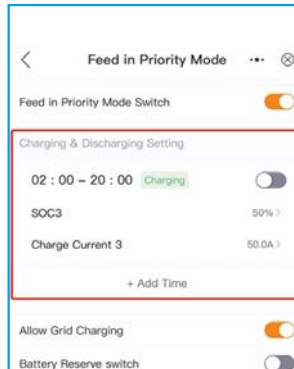 Feed in Priority Mode
Feed in Priority Mode Switch
Charging & Discharging Setting
02 : 00 – 20 : 00 Charging
SOC3 50% >
Charge Current 3 50.0A >
+ Add Time
Allow Grid Charging
Battery Reserve switch